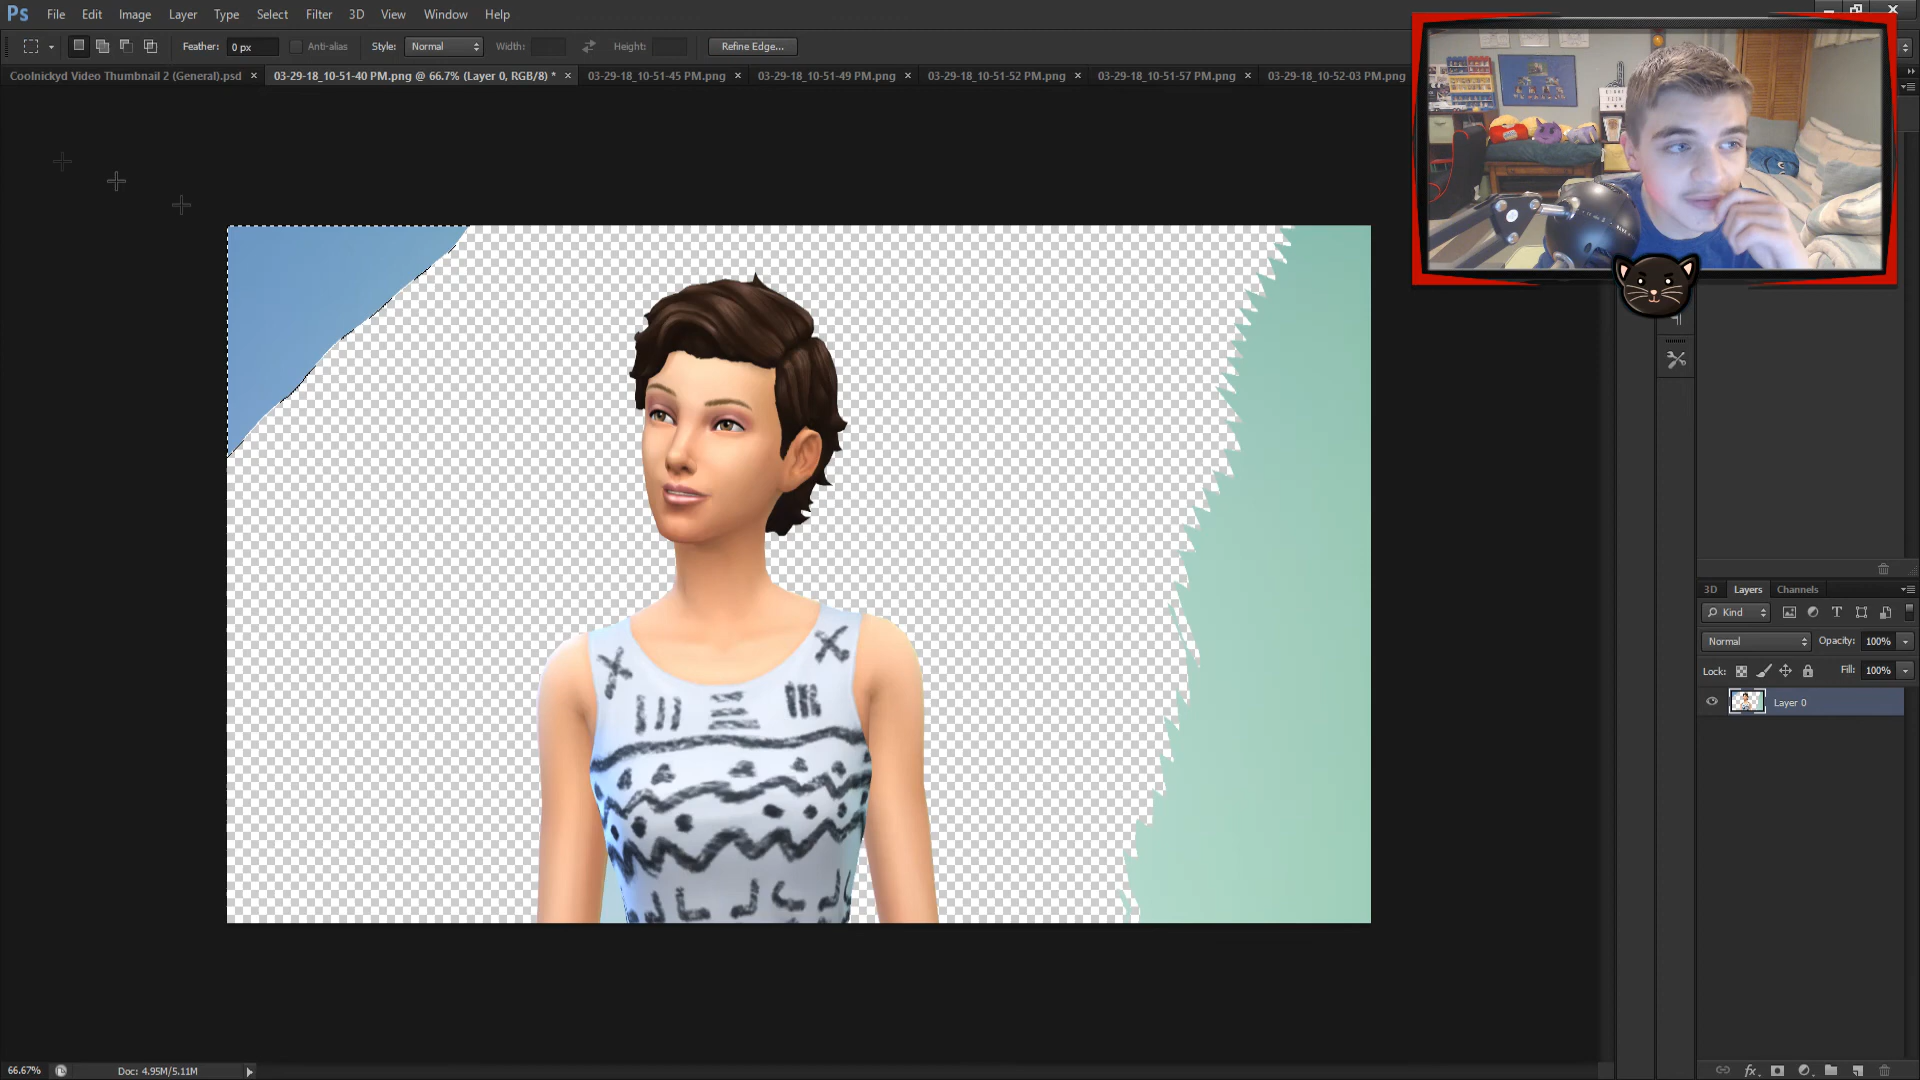 Ps File Edit Image Layer Type Select Filter 3D View Window Help
Feather: 0 px Anti-alias Style: Normal Width: Height: Refine Edge...
Coolnickyd Video Thumbnail 2 (General).psd × 03-29-18_10-51-40 PM.png @ 66.7% (Layer 0, RGB/8) * × 03-29-18_10-51-45 PM.png × 03-29-18_10-51-49 PM.png × 03-29-18_10-51-52 PM.png × 03-29-18_10-51-57 PM.png × 03-29-18_10-52-03 PM.png
3D Layers Channels
Kind
Normal Opacity: 100%
Lock: Fill: 100%
Layer 0
66.67% Doc: 4.95M/5.11M